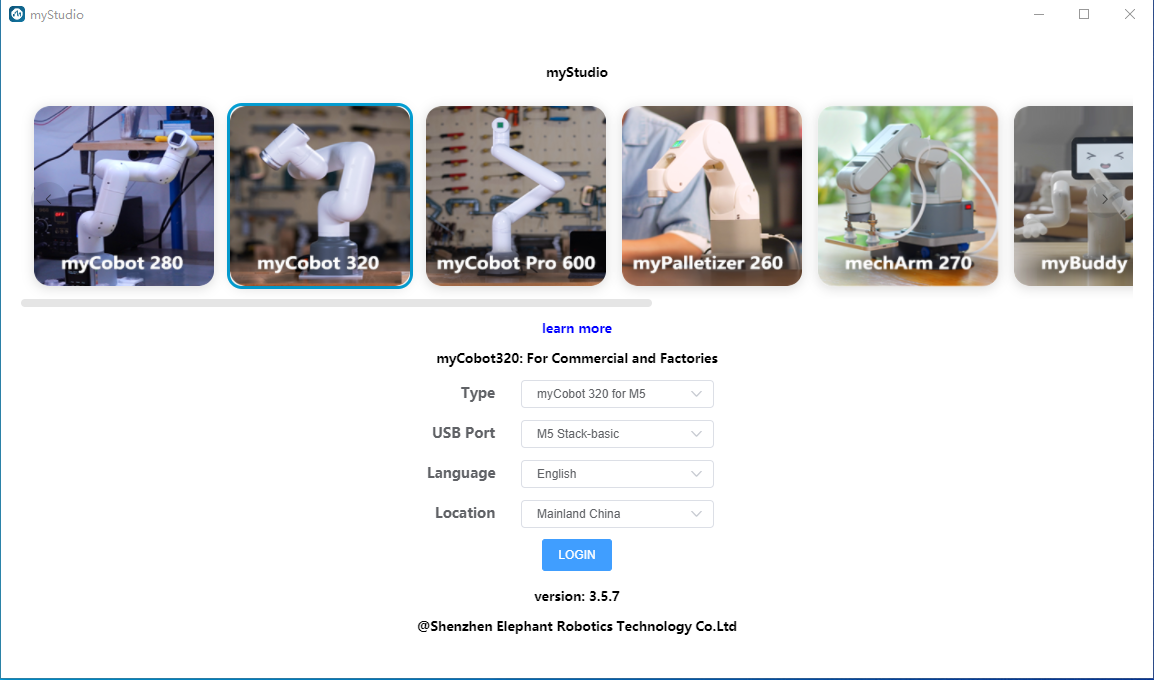 myStudio
myStudio
myCobot 280
myCobot 320
myCobot Pro 600
myPalletizer 260
mechArm 270
myBuddy
learn more
myCobot320: For Commercial and Factories
Type
myCobot 320 for M5
USB Port
M5 Stack-basic
Language
English
Location
Mainland China
LOGIN
version: 3.5.7
@Shenzhen Elephant Robotics Technology Co.Ltd